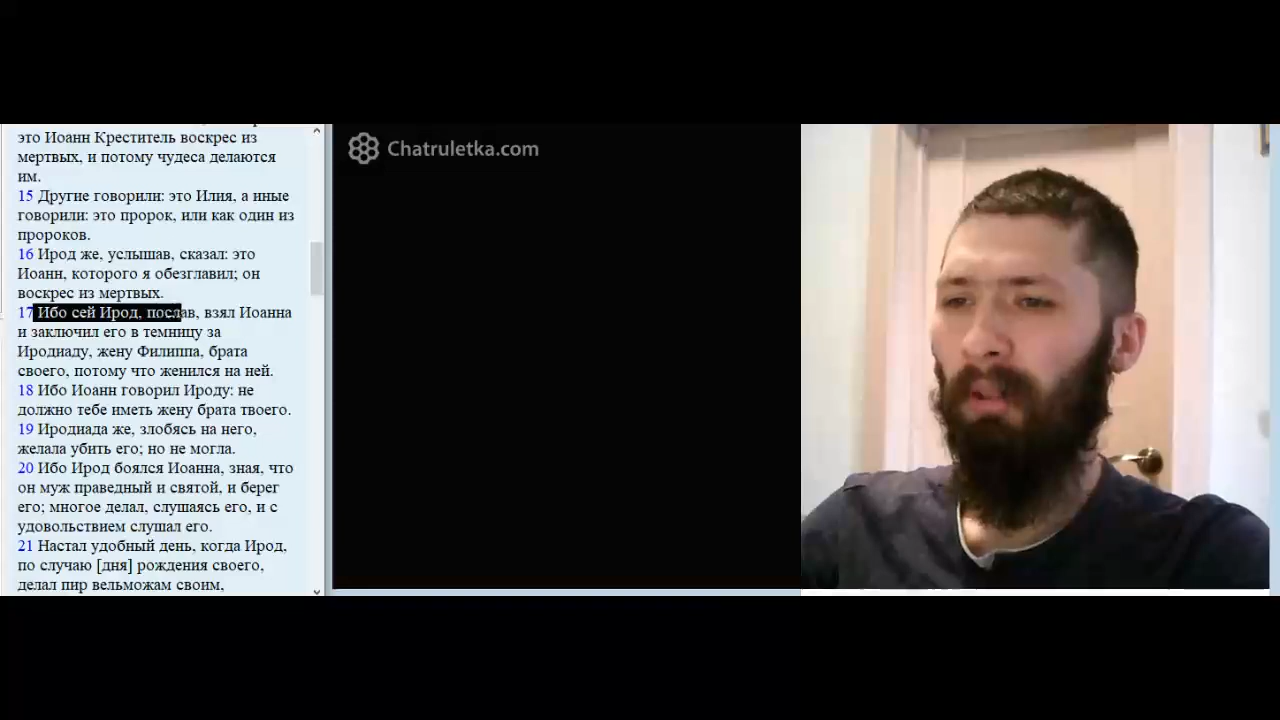 это Иоанн Креститель воскрес из
мертвых, и потому чудеса делаются
им.
15 Другие говорили: это Илия, а иные
говорили: это пророк, или как один из
пророков.
16 Ирод же, услышав, сказал: это
Иоанн, которого я обезглавил; он
воскрес из мертвых.
17 Ибо сей Ирод, послав, взял Иоанна
и заключил его в темницу за
Иродиаду, жену Филиппа, брата
своего, потому что женился на ней.
18 Ибо Иоанн говорил Ироду: не
должно тебе иметь жену брата твоего.
19 Иродиада же, злобясь на него,
желала убить его; но не могла.
20 Ибо Ирод боялся Иоанна, зная, что
он муж праведный и святой, и берег
его; многое делал, слушаясь его, и с
удовольствием слушал его.
21 Настал удобный день, когда Ирод,
по случаю [дня] рождения своего,
делал пир вельможам своим,
Chatruletka.com